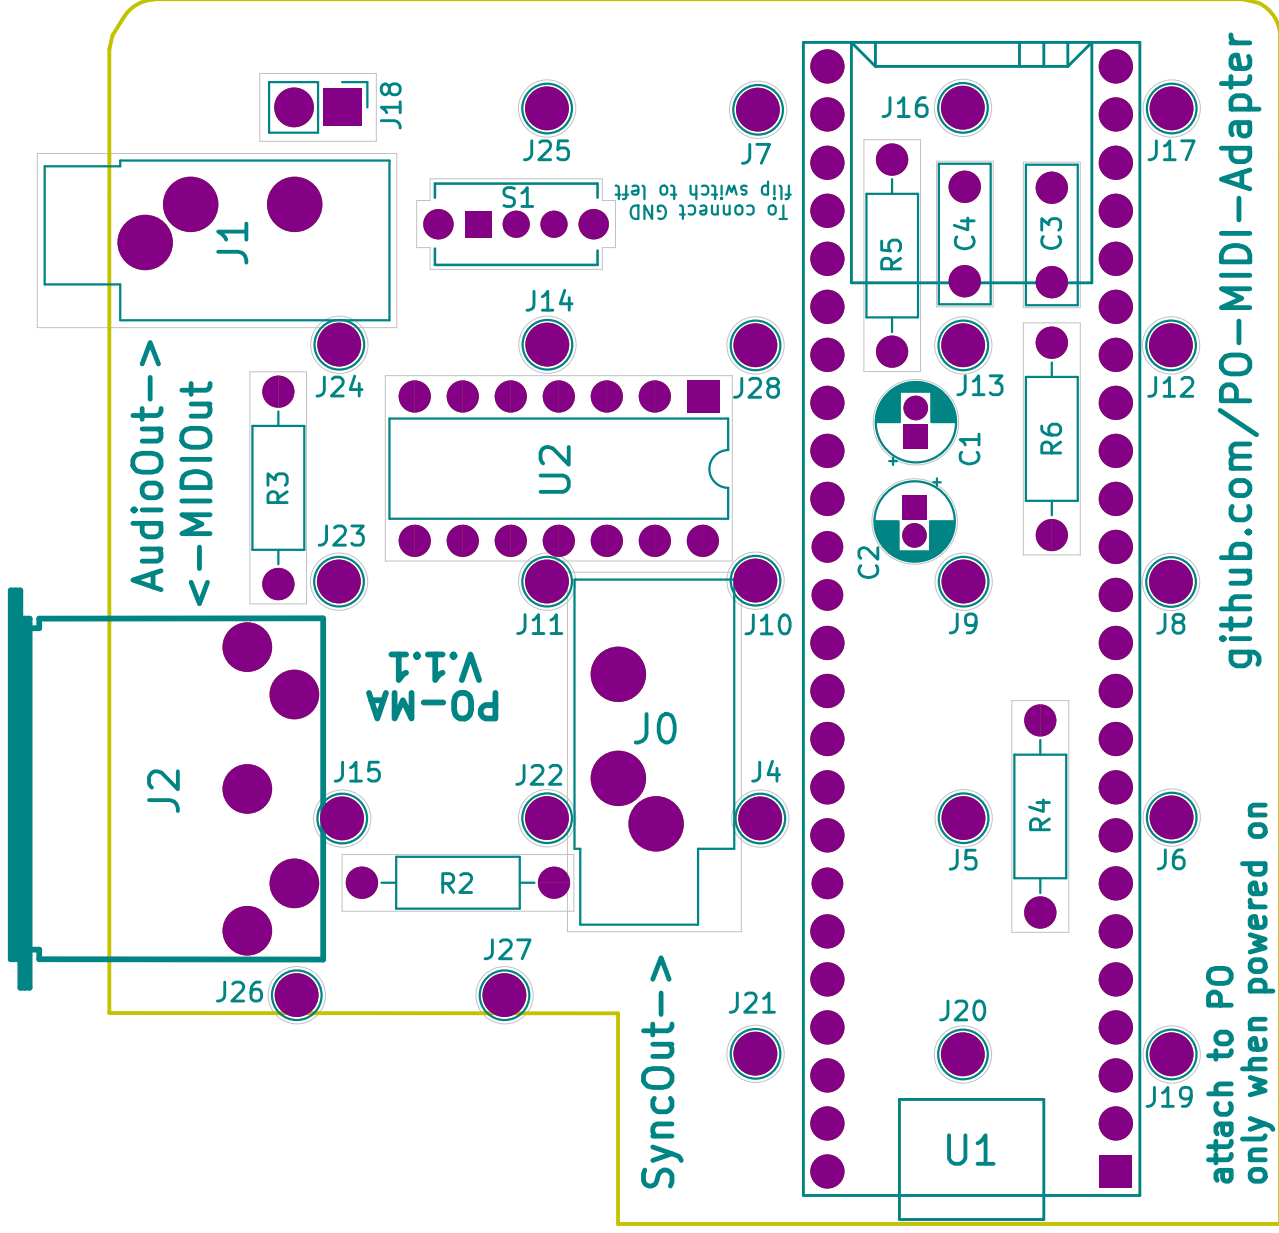 J18
J25
J7
J16
J17
S1
To connect GND
flip switch to left
J1
R5
C4
C3
github.com/PO-MIDI-Adapter
J14
J24
J28
J13
J12
AudioOut->
<-MIDIOut
R3
U2
+
C1
R6
+
C2
J23
J11
J10
J9
J8
PO-MA
V.1.1
J0
J2
J15
J22
J4
J5
J6
R4
R2
J26
J27
J21
J20
J19
SyncOut->
U1
attach to PO
only when powered on